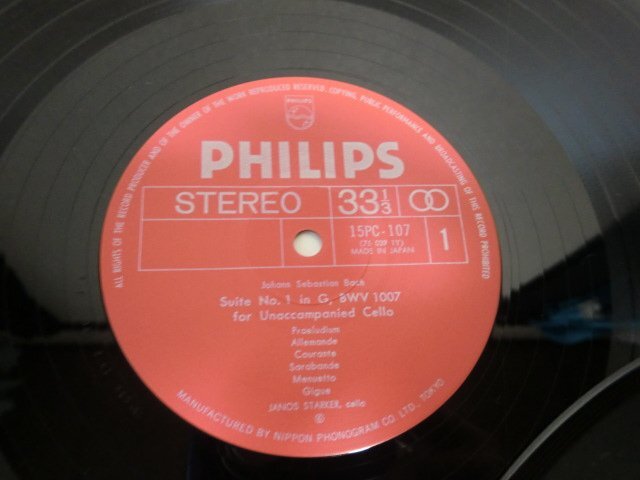 ALL RIGHTS OF THE RECORD PRODUCER AND OF THE OWNER OF THE WORK REPRODUCED RESERVED. COPYING, PUBLIC PERFORMANCE AND BROADCASTING OF THIS RECORD PROHIBITED
PHILIPS
PHILIPS
STEREO 33 1/3
15PC-107 1
MADE IN JAPAN
Johann Sebastian Bach
Suite No. 1 in G, BWV 1007
for Unaccompanied Cello
Praeludium
Allemande
Courante
Sarabande
Menuetto
Gigue
JANOS STARKER, cello
Ⓟ
MANUFACTURED BY NIPPON PHONOGRAM CO. LTD., TOKYO